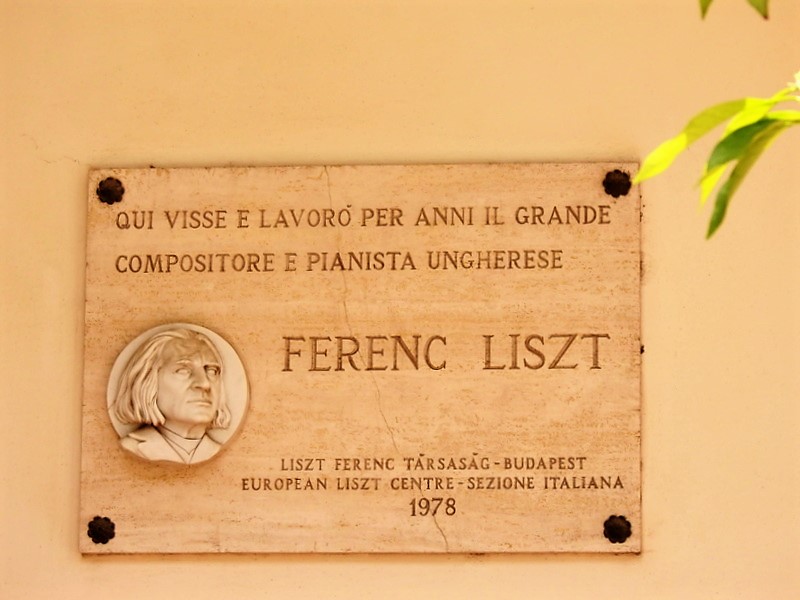 QUI VISSE E LAVORÓ PER ANNI IL GRANDE
COMPOSITORE E PIANISTA UNGHERESE
FERENC LISZT
LISZT FERENC TÁRSASÁG-BUDAPEST
EUROPEAN LISZT CENTRE-SEZIONE ITALIANA
1978